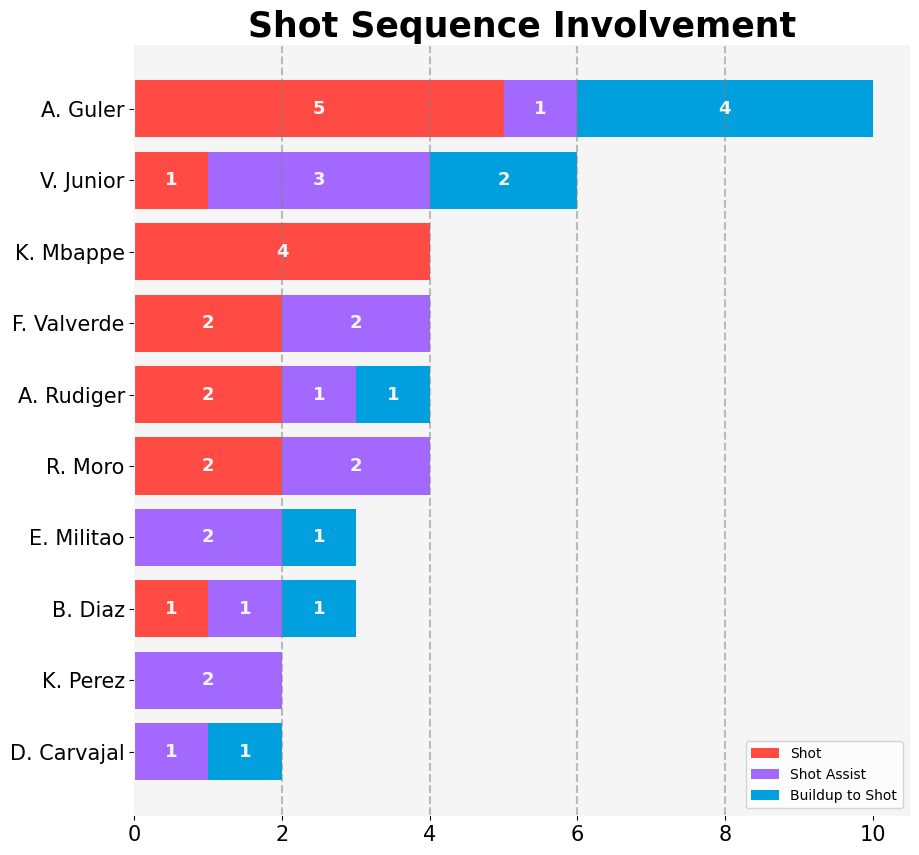 Shot Sequence Involvement
A. Guler 5 1 4
V. Junior 1 3 2
K. Mbappe 4
F. Valverde 2 2
A. Rudiger 2 1 1
R. Moro 2 2
E. Militao 2 1
B. Diaz 1 1 1
K. Perez 2
D. Carvajal 1 1
Shot
Shot Assist
Buildup to Shot
0 2 4 6 8 10